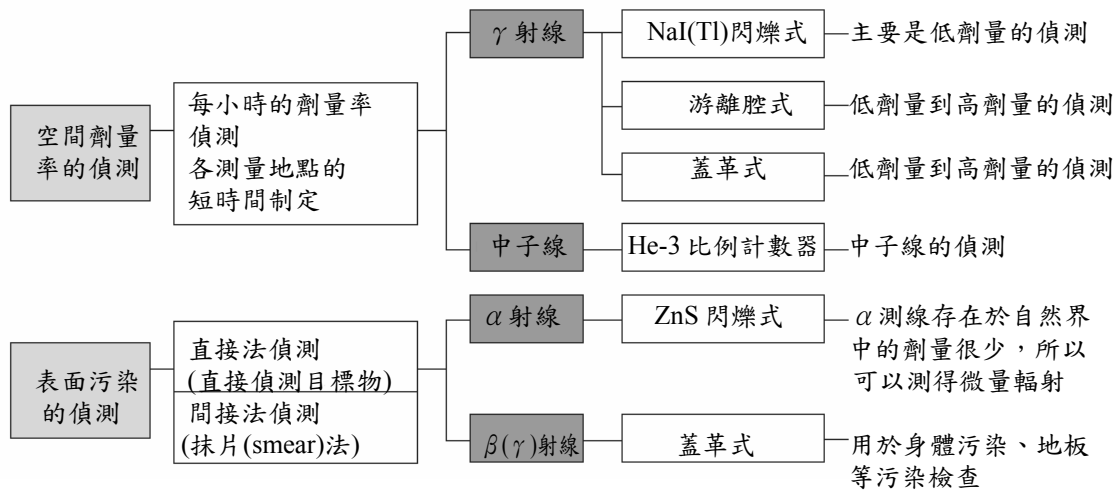 空間劑量
率的偵測
每小時的劑量率
偵測
各測量地點的
短時間制定
γ射線
NaI(Tl)閃爍式
主要是低劑量的偵測
游離腔式
低劑量到高劑量的偵測
蓋革式
低劑量到高劑量的偵測
中子線
He-3 比例計數器
中子線的偵測
表面污染
的偵測
直接法偵測
(直接偵測目標物)
間接法偵測
(抹片(smear)法)
α射線
ZnS 閃爍式
α測線存在於自然界
中的劑量很少，所以
可以測得微量輻射
β(γ)射線
蓋革式
用於身體污染、地板
等污染檢查